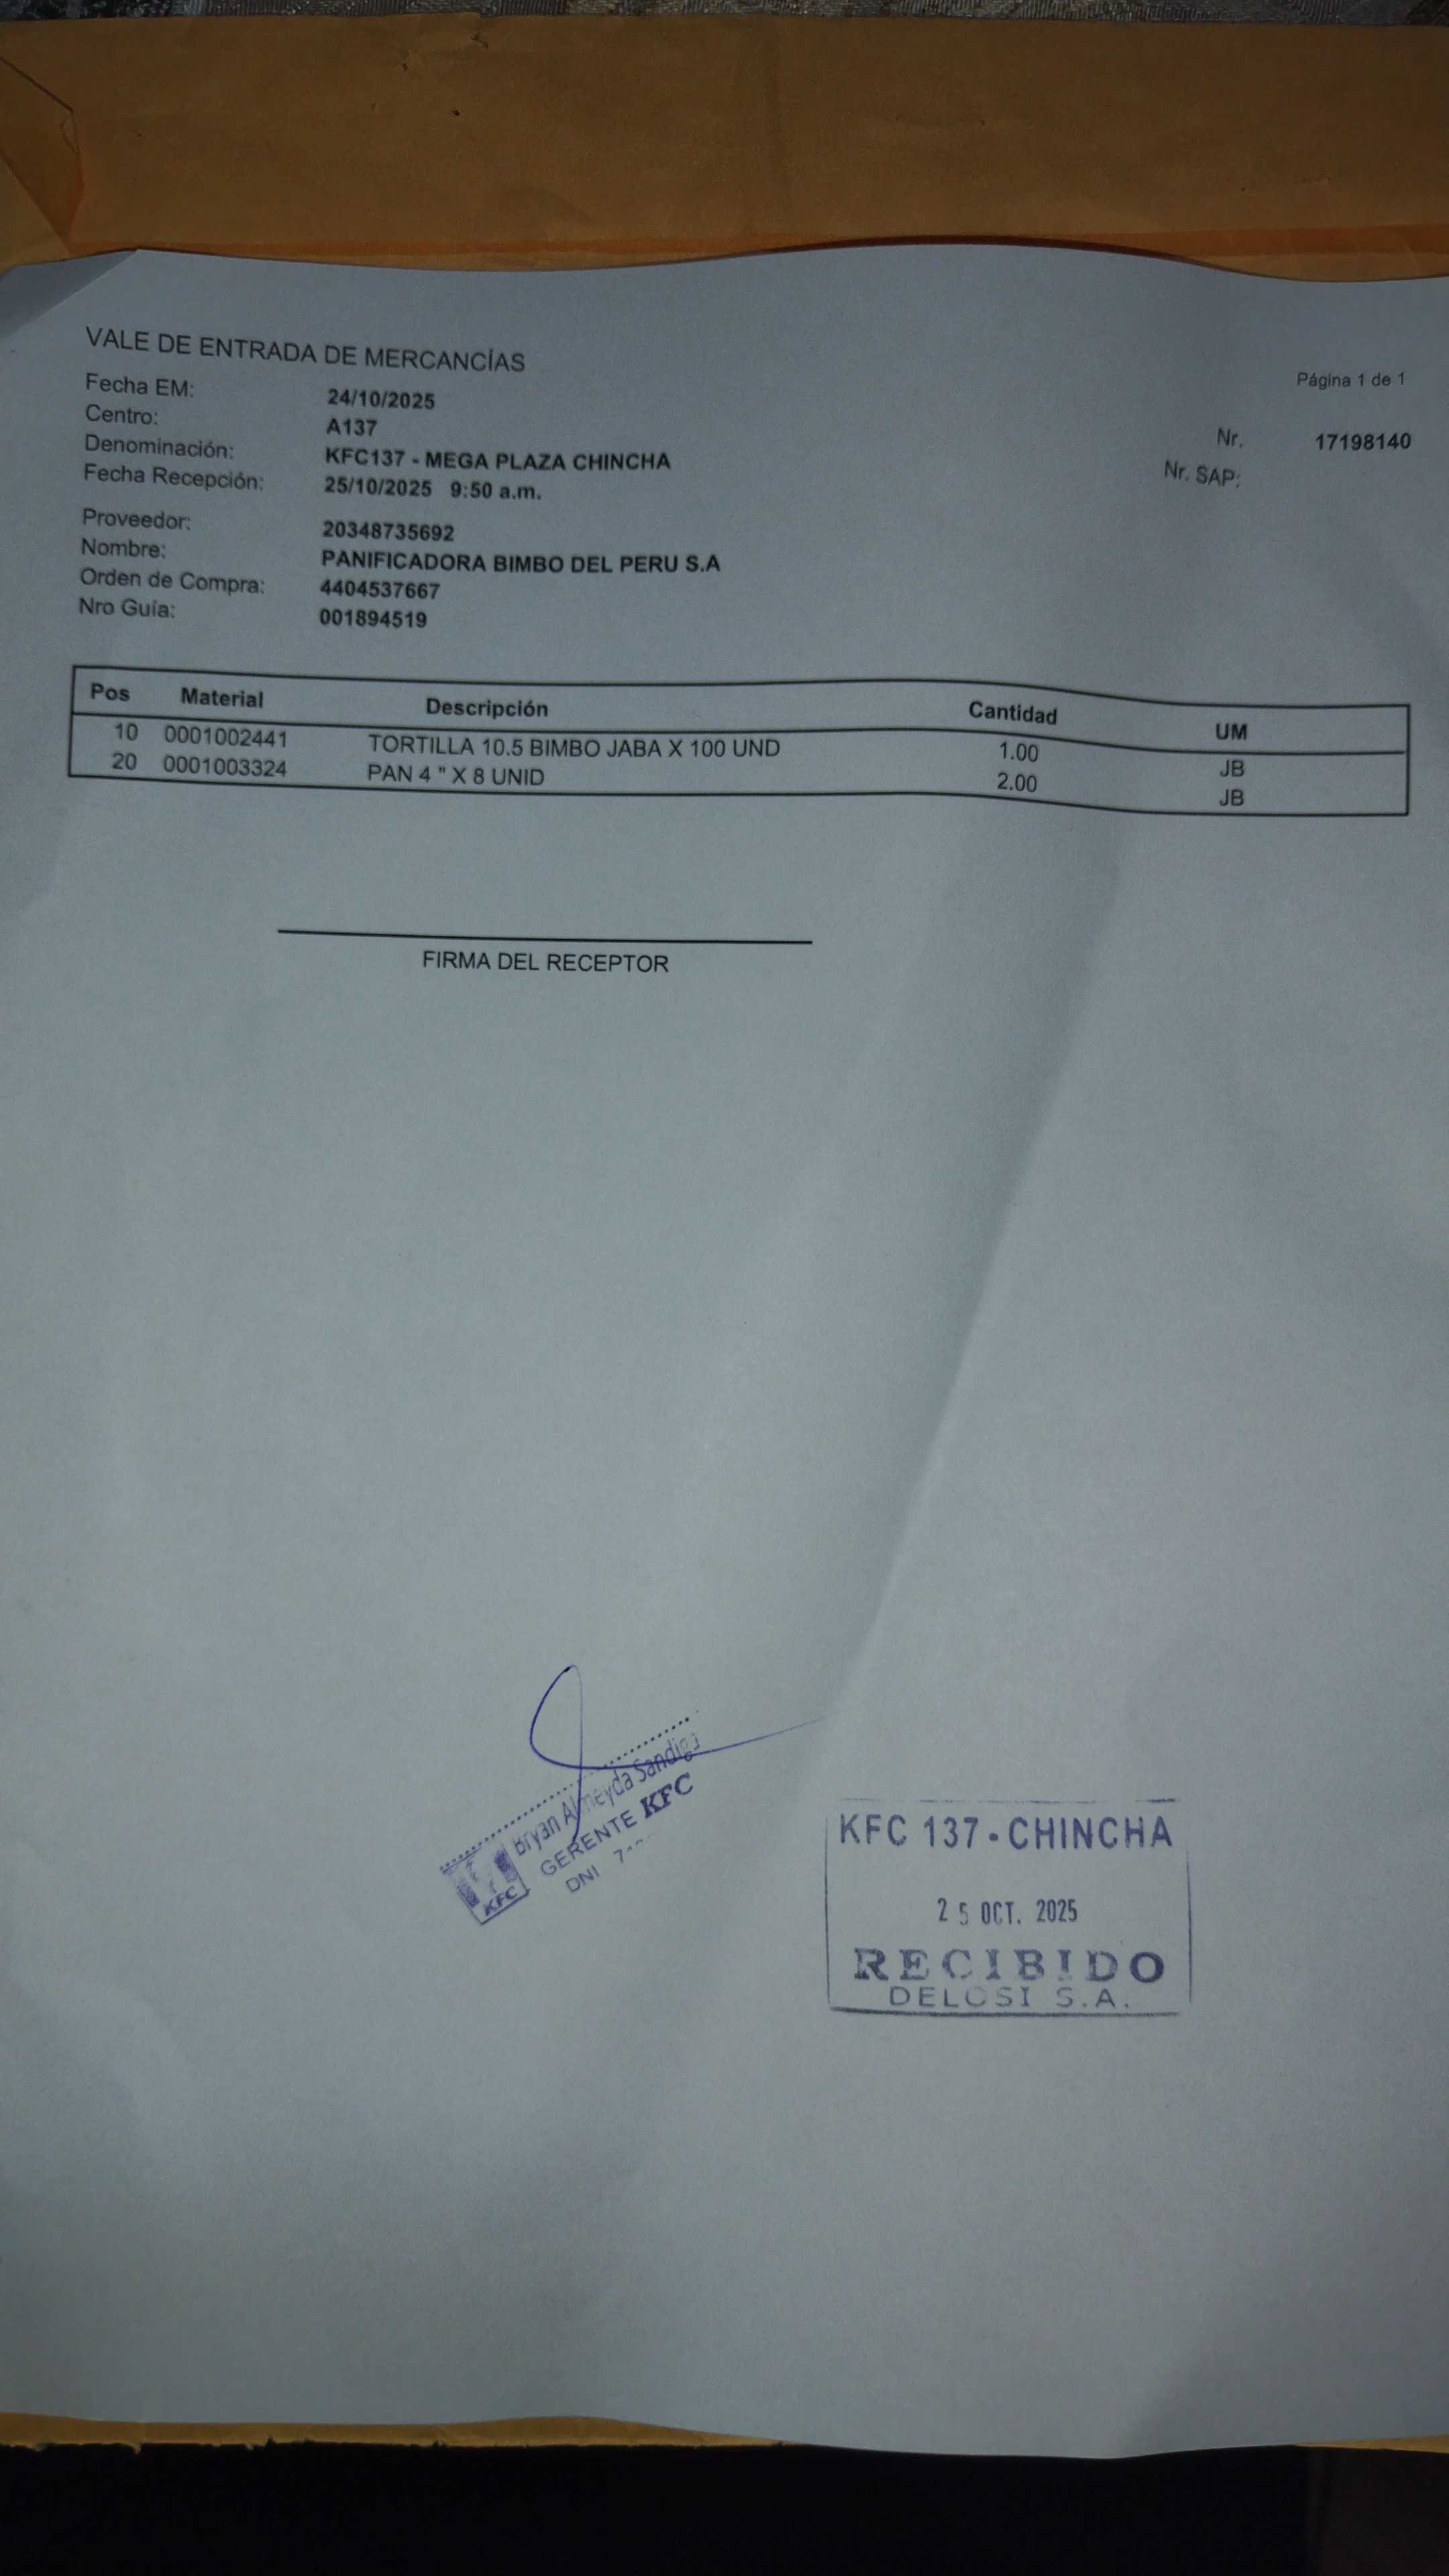 VALE DE ENTRADA DE MERCANCÍAS
Página 1 de 1
Fecha EM: 24/10/2025
Centro: A137
Nr. 17198140
Denominación: KFC137 - MEGA PLAZA CHINCHA
Nr. SAP:
Fecha Recepción: 25/10/2025 9:50 a.m.
Proveedor: 20348735692
Nombre: PANIFICADORA BIMBO DEL PERU S.A
Orden de Compra: 4404537667
Nro Guía: 001894519
Pos Material Descripción Cantidad UM
10 0001002441 TORTILLA 10.5 BIMBO JABA X 100 UND 1.00 JB
20 0001003324 PAN 4 " X 8 UNID 2.00 JB
FIRMA DEL RECEPTOR
Bryan Almeyda
GERENTE KFC
DNI
KFC
KFC 137 - CHINCHA
25 OCT. 2025
RECIBIDO
DELOSI S.A.